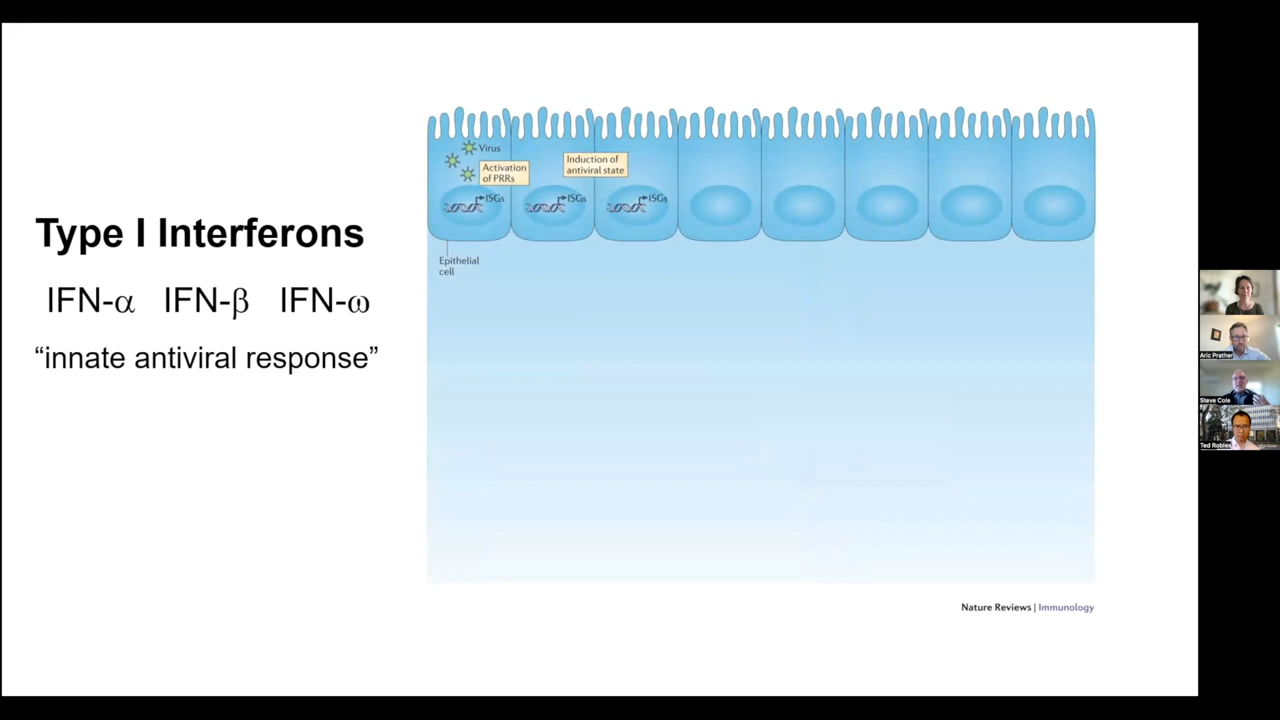 Type I Interferons
IFN-α IFN-β IFN-ω
“innate antiviral response”
Virus
Activation
of PRRs
Induction of
antiviral state
ISGs
ISGs
ISGs
Epithelial
cell
Nature Reviews | Immunology
Aric Prather
Steve Cole
Ted Robles